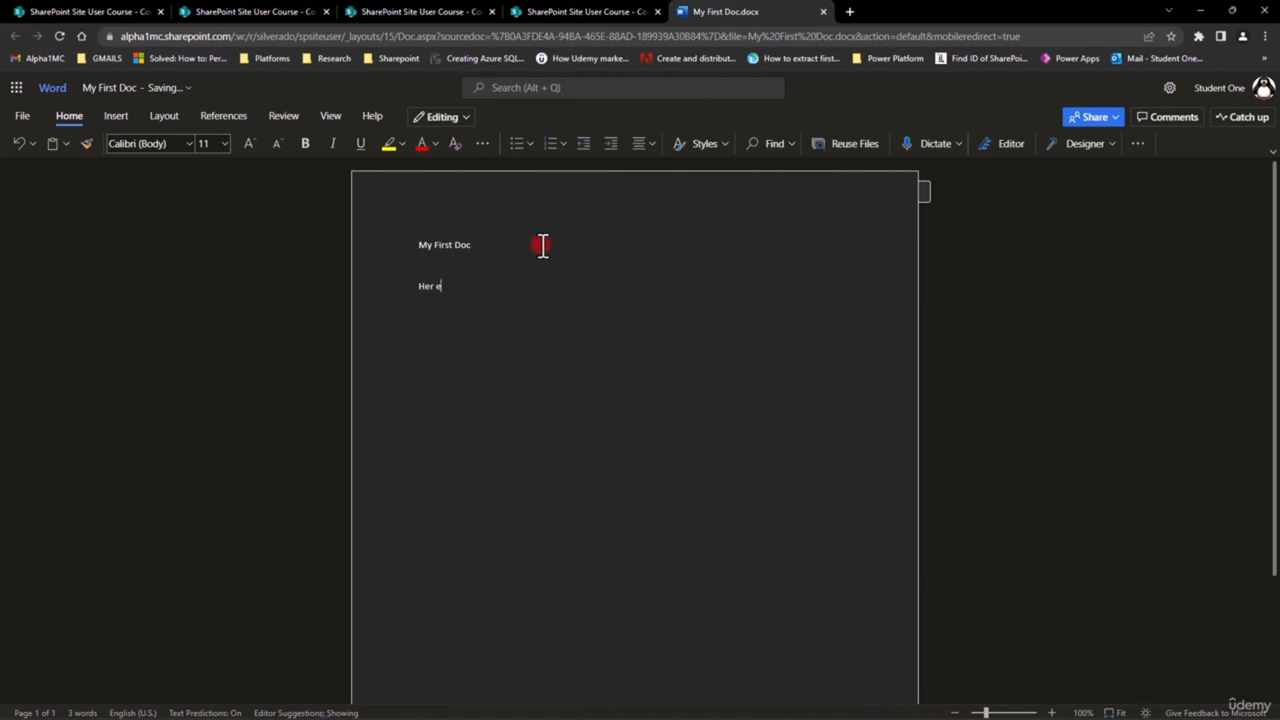 SharePoint Site User Course - Co
SharePoint Site User Course - Co
SharePoint Site User Course - Co
SharePoint Site User Course - Co
My First Doc.docx
alpha1mc.sharepoint.com/:w:/r/silverado/spsiteuser/_layouts/15/Doc.aspx?sourcedoc=%7B0A3FDE4A-94BA-465E-88AD-189939A30B84%7D&file=My%20First%20Doc.docx&action=default&mobileredirect=true
Alpha1MC GMAILS Solved: How to: Per... Platforms Research Sharepoint Creating Azure SQL... How Udemy marke... Create and distribut... How to extract first... Power Platform Find ID of SharePoi... Power Apps Mail - Student One... »
Word My First Doc - Saving... Search (Alt + Q) Student One
File Home Insert Layout References Review View Help Editing Share Comments Catch up
Calibri (Body) 11 A A B I U A A Styles Find Reuse Files Dictate Editor Designer
My First Doc
Her e
Page 1 of 1 3 words English (U.S.) Text Predictions: On Editor Suggestions: Showing 100% Fit Give Feedback to Microsoft
ûdemy